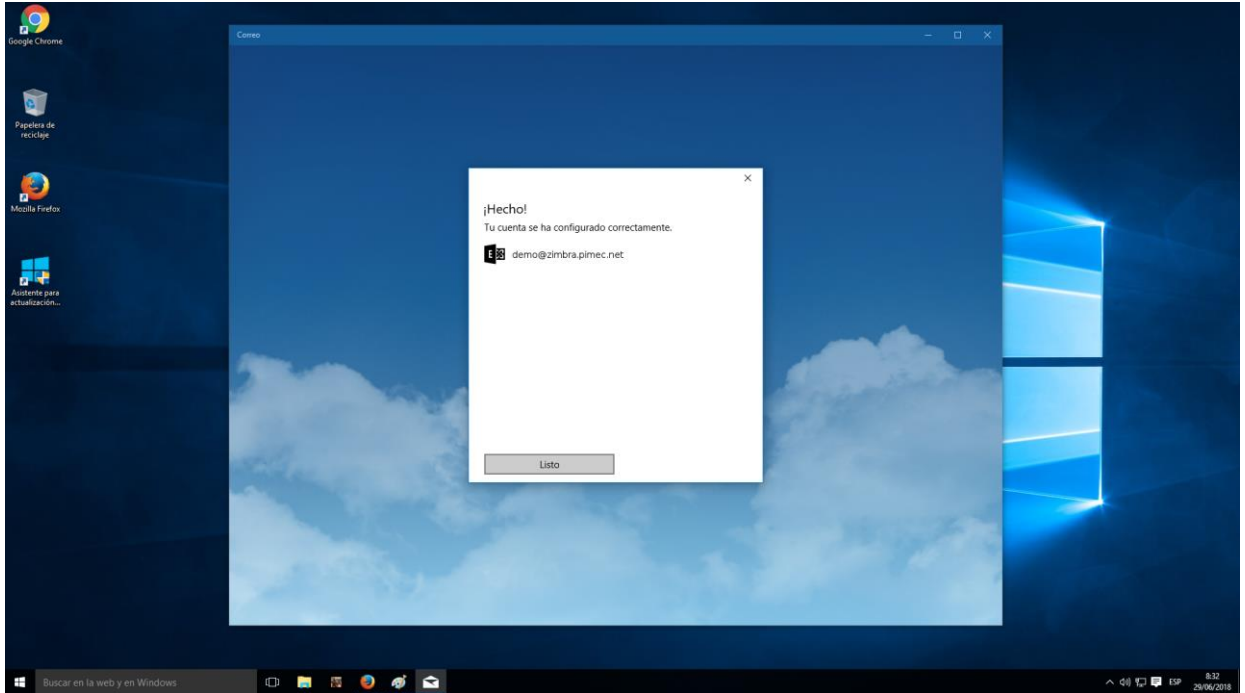 Google Chrome
Papelera de
reciclaje
Mozilla Firefox
Asistente para
actualización...
Correo
¡Hecho!
Tu cuenta se ha configurado correctamente.
E
demo@zimbra.pimec.net
Listo
Buscar en la web y en Windows
ESP
8:32
29/06/2018